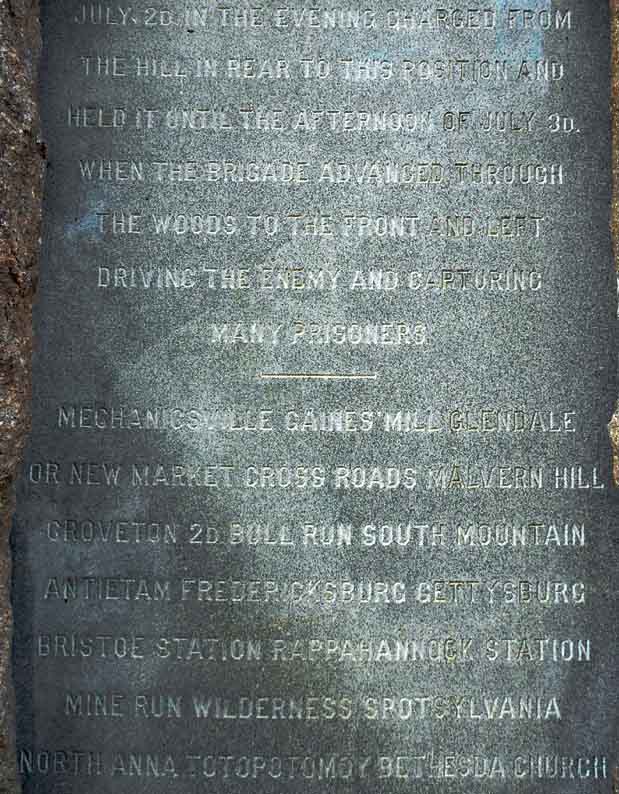 JULY. 2D. IN THE EVENING CHARGED FROM
THE HILL IN REAR TO THIS POSITION AND
HELD IT UNTIL THE AFTERNOON OF JULY 3D.
WHEN THE BRIGADE ADVANCED THROUGH
THE WOODS TO THE FRONT AND LEFT
DRIVING THE ENEMY AND CAPTURING
MANY PRISONERS
MECHANICSVILLE GAINES' MILL GLENDALE
OR NEW MARKET CROSS ROADS MALVERN HILL
GROVETON 2D. BULL RUN SOUTH MOUNTAIN
ANTIETAM FREDERICKSBURG GETTYSBURG
BRISTOE STATION RAPPAHANNOCK STATION
MINE RUN WILDERNESS SPOTSYLVANIA
NORTH ANNA TOTOPOTOMOY BETHESDA CHURCH